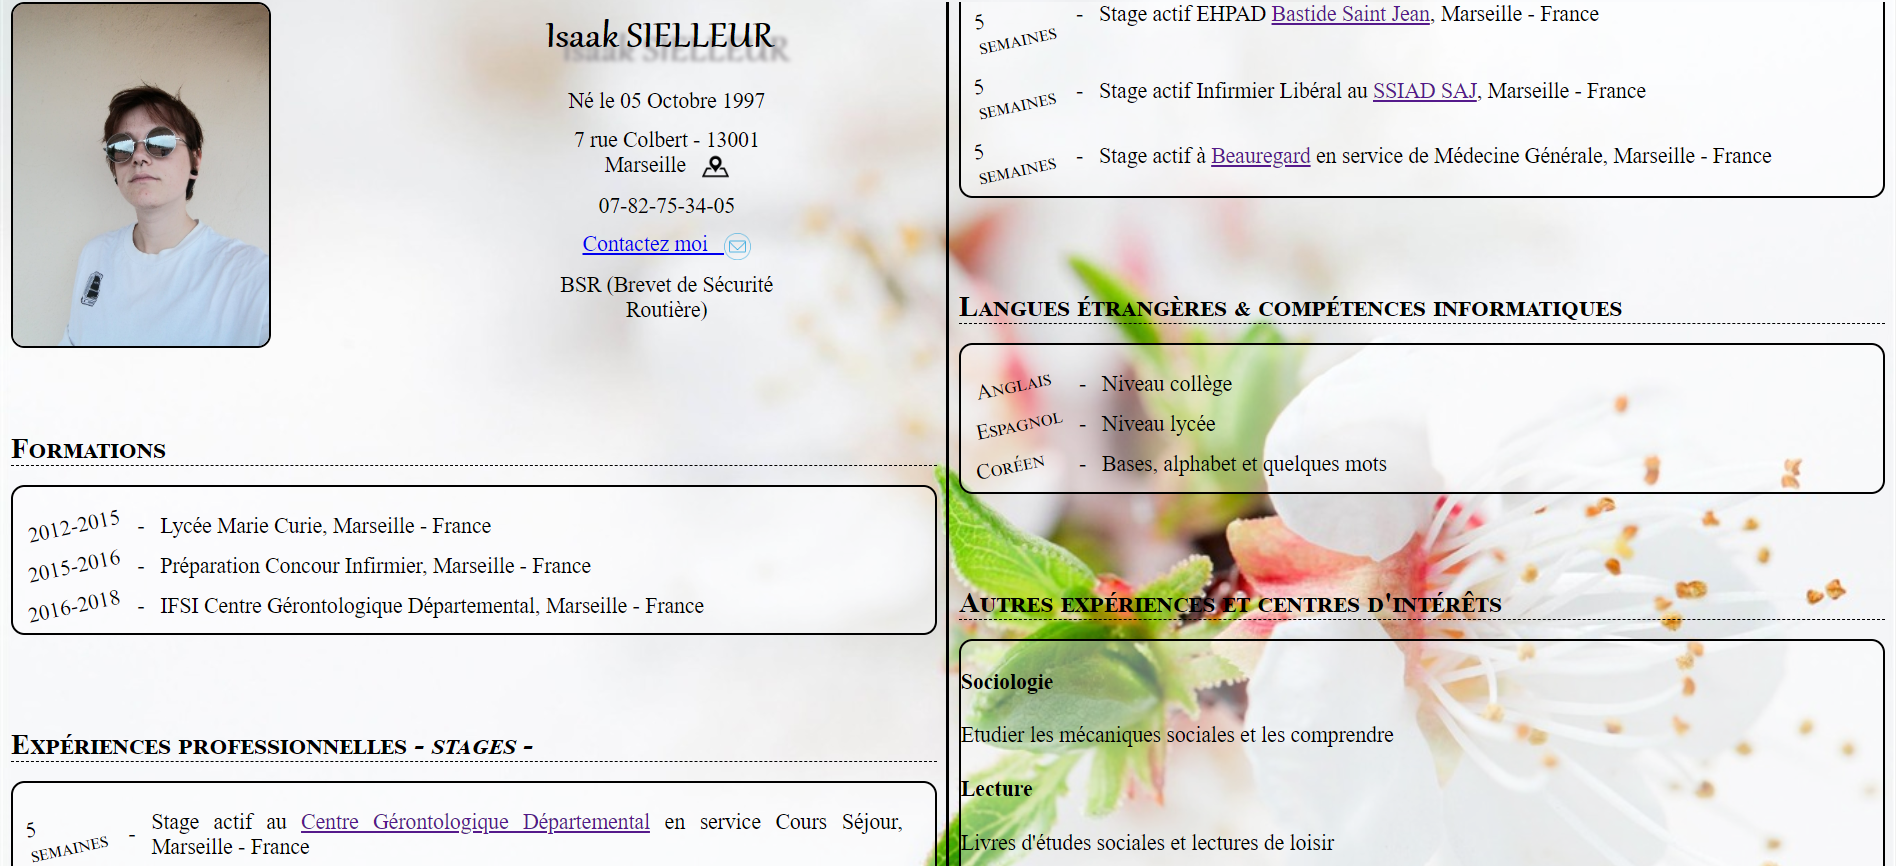 Isaak SIELLEUR
Né le 05 Octobre 1997
7 rue Colbert - 13001
Marseille
07-82-75-34-05
Contactez moi
BSR (Brevet de Sécurité
Routière)
Formations
2012-2015 - Lycée Marie Curie, Marseille - France
2015-2016 - Préparation Concour Infirmier, Marseille - France
2016-2018 - IFSI Centre Gérontologique Départemental, Marseille - France
Expériences professionnelles - stages -
5 semaines - Stage actif au Centre Gérontologique Départemental en service Cours Séjour,
Marseille - France
5 semaines - Stage actif EHPAD Bastide Saint Jean, Marseille - France
5 semaines - Stage actif Infirmier Libéral au SSIAD SAJ, Marseille - France
5 semaines - Stage actif à Beauregard en service de Médecine Générale, Marseille - France
Langues étrangères & compétences informatiques
Anglais - Niveau collège
Espagnol - Niveau lycée
Coréen - Bases, alphabet et quelques mots
Autres expériences et centres d'intérêts
Sociologie
Etudier les mécaniques sociales et les comprendre
Lecture
Livres d'études sociales et lectures de loisir